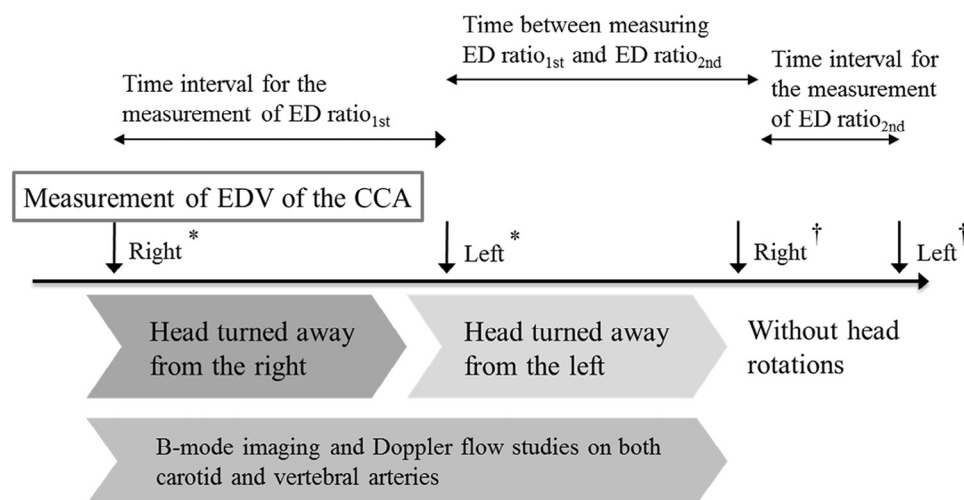 Time between measuring
ED ratio1st and ED ratio2nd
Time interval for the
measurement of ED ratio1st
Time interval for
the measurement
of ED ratio2nd
Measurement of EDV of the CCA
Right *
Left *
Right †
Left †
Head turned away
from the right
Head turned away
from the left
Without head
rotations
B-mode imaging and Doppler flow studies on both
carotid and vertebral arteries